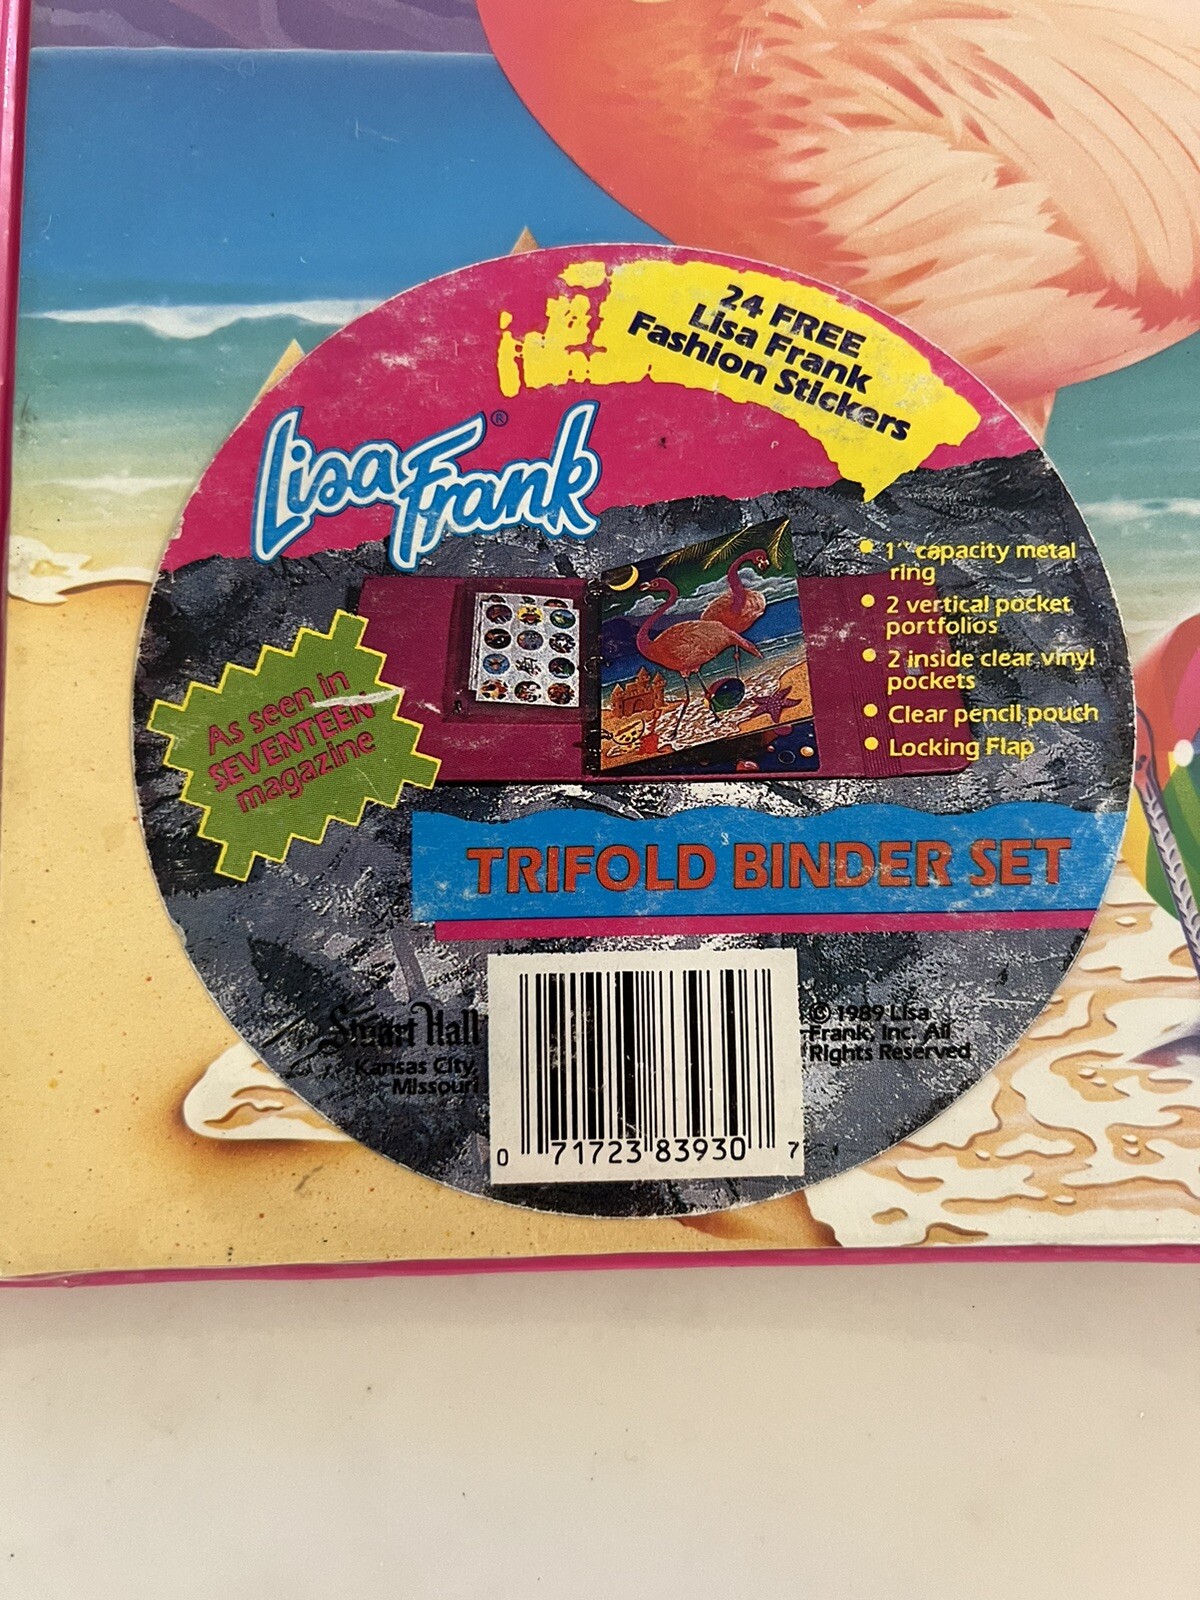 24 FREE
Lisa Frank
Fashion Stickers
Lisa Frank®
1" capacity metal
ring
2 vertical pocket
portfolios
2 inside clear vinyl
pockets
Clear pencil pouch
Locking Flap
As seen in
SEVENTEEN
magazine
TRIFOLD BINDER SET
Stuart Hall
Kansas City,
Missouri
© 1989 Lisa
Frank, Inc. All
Rights Reserved
0 71723 83930 7